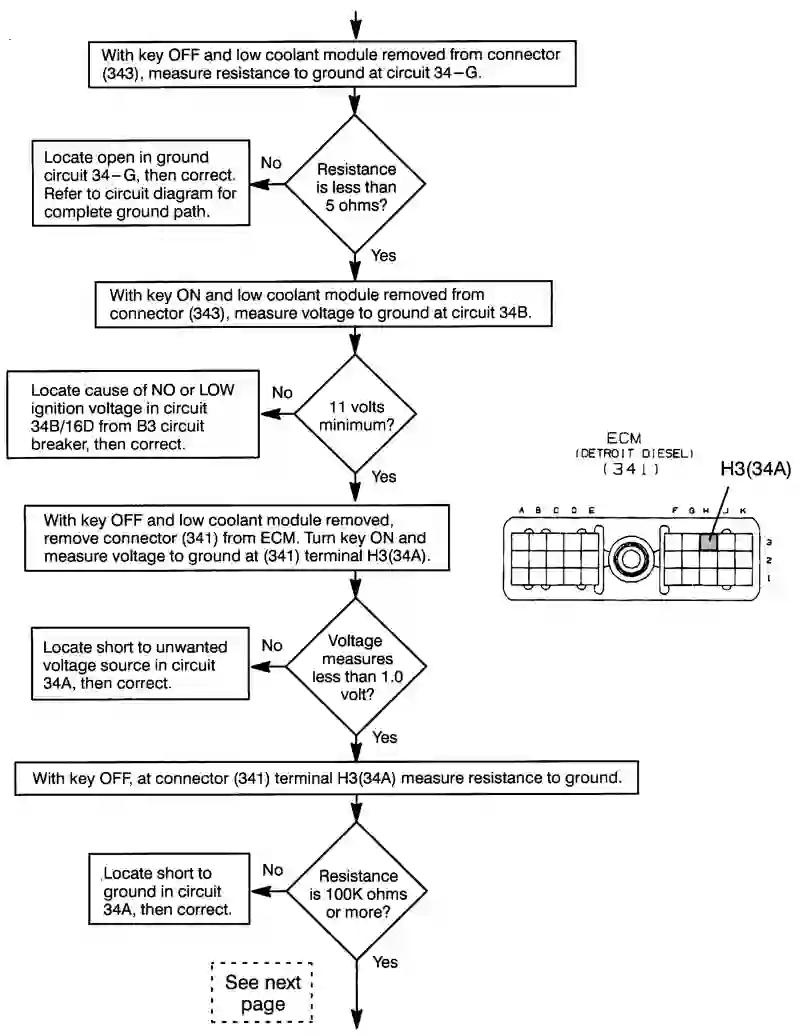 With key OFF and low coolant module removed from connector
(343), measure resistance to ground at circuit 34–G.
Resistance
is less than
5 ohms?
No
Locate open in ground
circuit 34–G, then correct.
Refer to circuit diagram for
complete ground path.
Yes
With key ON and low coolant module removed from
connector (343), measure voltage to ground at circuit 34B.
11 volts
minimum?
No
Locate cause of NO or LOW
ignition voltage in circuit
34B/16D from B3 circuit
breaker, then correct.
Yes
With key OFF and low coolant module removed,
remove connector (341) from ECM. Turn key ON and
measure voltage to ground at (341) terminal H3(34A).
ECM
(DETROIT DIESEL)
(341)
H3(34A)
A B C D E F G H J K
3
2
1
Voltage
measures
less than 1.0
volt?
No
Locate short to unwanted
voltage source in circuit
34A, then correct.
Yes
With key OFF, at connector (341) terminal H3(34A) measure resistance to ground.
Resistance
is 100K ohms
or more?
No
Locate short to
ground in circuit
34A, then correct.
Yes
See next
page